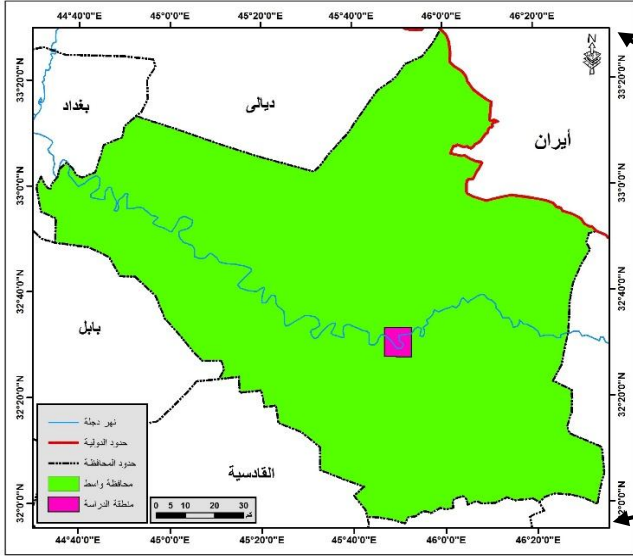 44°40'0"E 45°0'0"E 45°20'0"E 45°40'0"E 46°0'0"E 46°20'0"E
33°20'0"N
33°20'0"N
N
بغداد
ديالى
أيران
33°0'0"N
33°0'0"N
32°40'0"N
32°40'0"N
بابل
32°20'0"N
32°20'0"N
القادسية
نهر دجلة
حدود الدولية
حدود المحافظة
محافظة واسط
منطقة الدراسة
0 5 10 20 30
كم
32°0'0"N
32°0'0"N
44°40'0"E 45°0'0"E 45°20'0"E 45°40'0"E 46°0'0"E 46°20'0"E